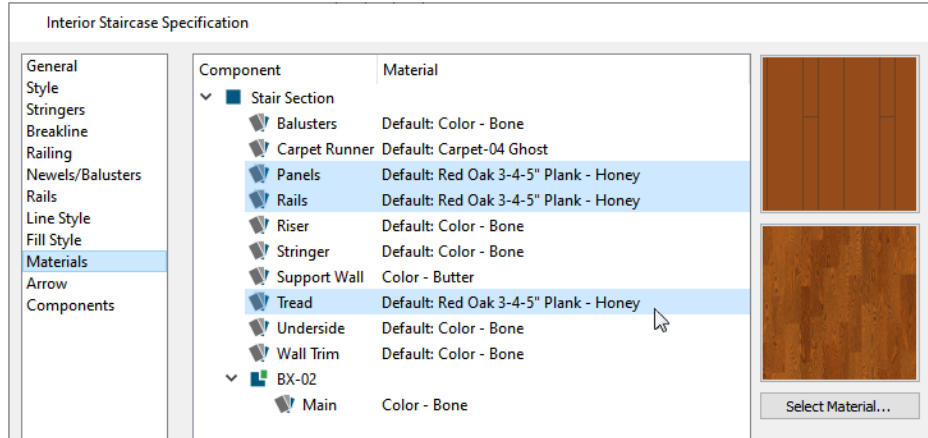 Interior Staircase Specification
General
Style
Stringers
Breakline
Railing
Newels/Balusters
Rails
Line Style
Fill Style
Materials
Arrow
Components
Component Material
Stair Section
Balusters Default: Color - Bone
Carpet Runner Default: Carpet-04 Ghost
Panels Default: Red Oak 3-4-5" Plank - Honey
Rails Default: Red Oak 3-4-5" Plank - Honey
Riser Default: Color - Bone
Stringer Default: Color - Bone
Support Wall Color - Butter
Tread Default: Red Oak 3-4-5" Plank - Honey
Underside Default: Color - Bone
Wall Trim Default: Color - Bone
BX-02
Main Color - Bone
Select Material...